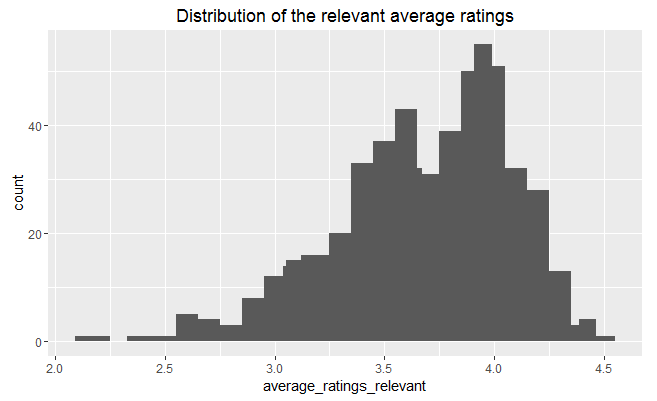 Distribution of the relevant average ratings
count
40
20
0
2.0 2.5 3.0 3.5 4.0 4.5
average_ratings_relevant